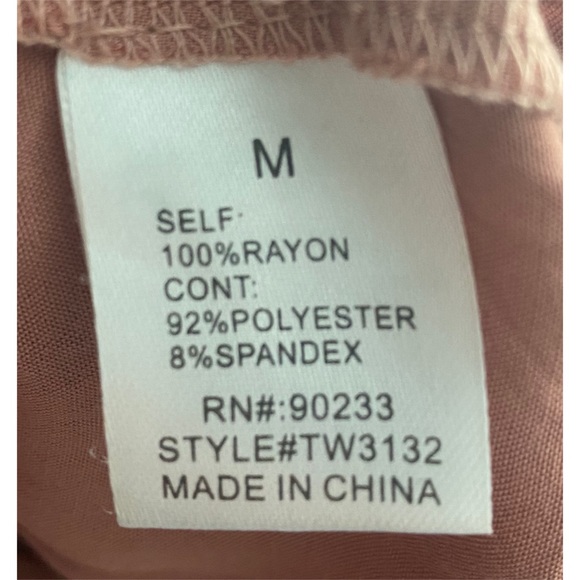 M
SELF:
100%RAYON
CONT:
92%POLYESTER
8%SPANDEX
RN#:90233
STYLE#TW3132
MADE IN CHINA